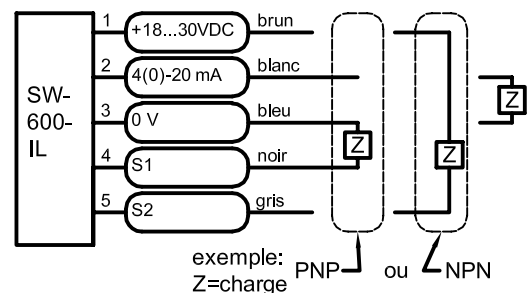 1 +18...30VDC brun
2 4(0)-20 mA blanc
SW-
600-
IL
3 0 V bleu
4 S1 noir
5 S2 gris
Z
Z
Z
exemple:
Z=charge
PNP ou NPN